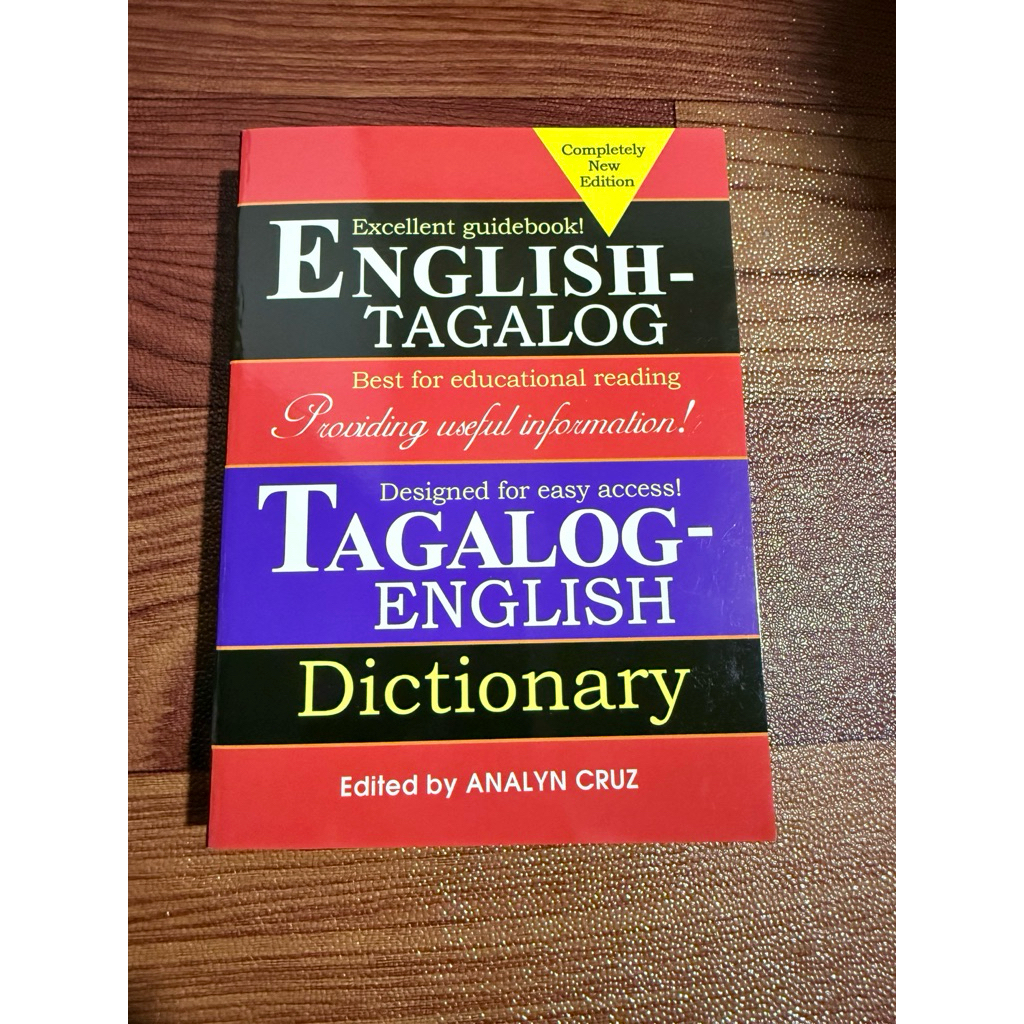 Completely
New
Edition
Excellent guidebook!
ENGLISH-
TAGALOG
Best for educational reading
Providing useful information!
Designed for easy access!
TAGALOG-
ENGLISH
Dictionary
Edited by ANALYN CRUZ